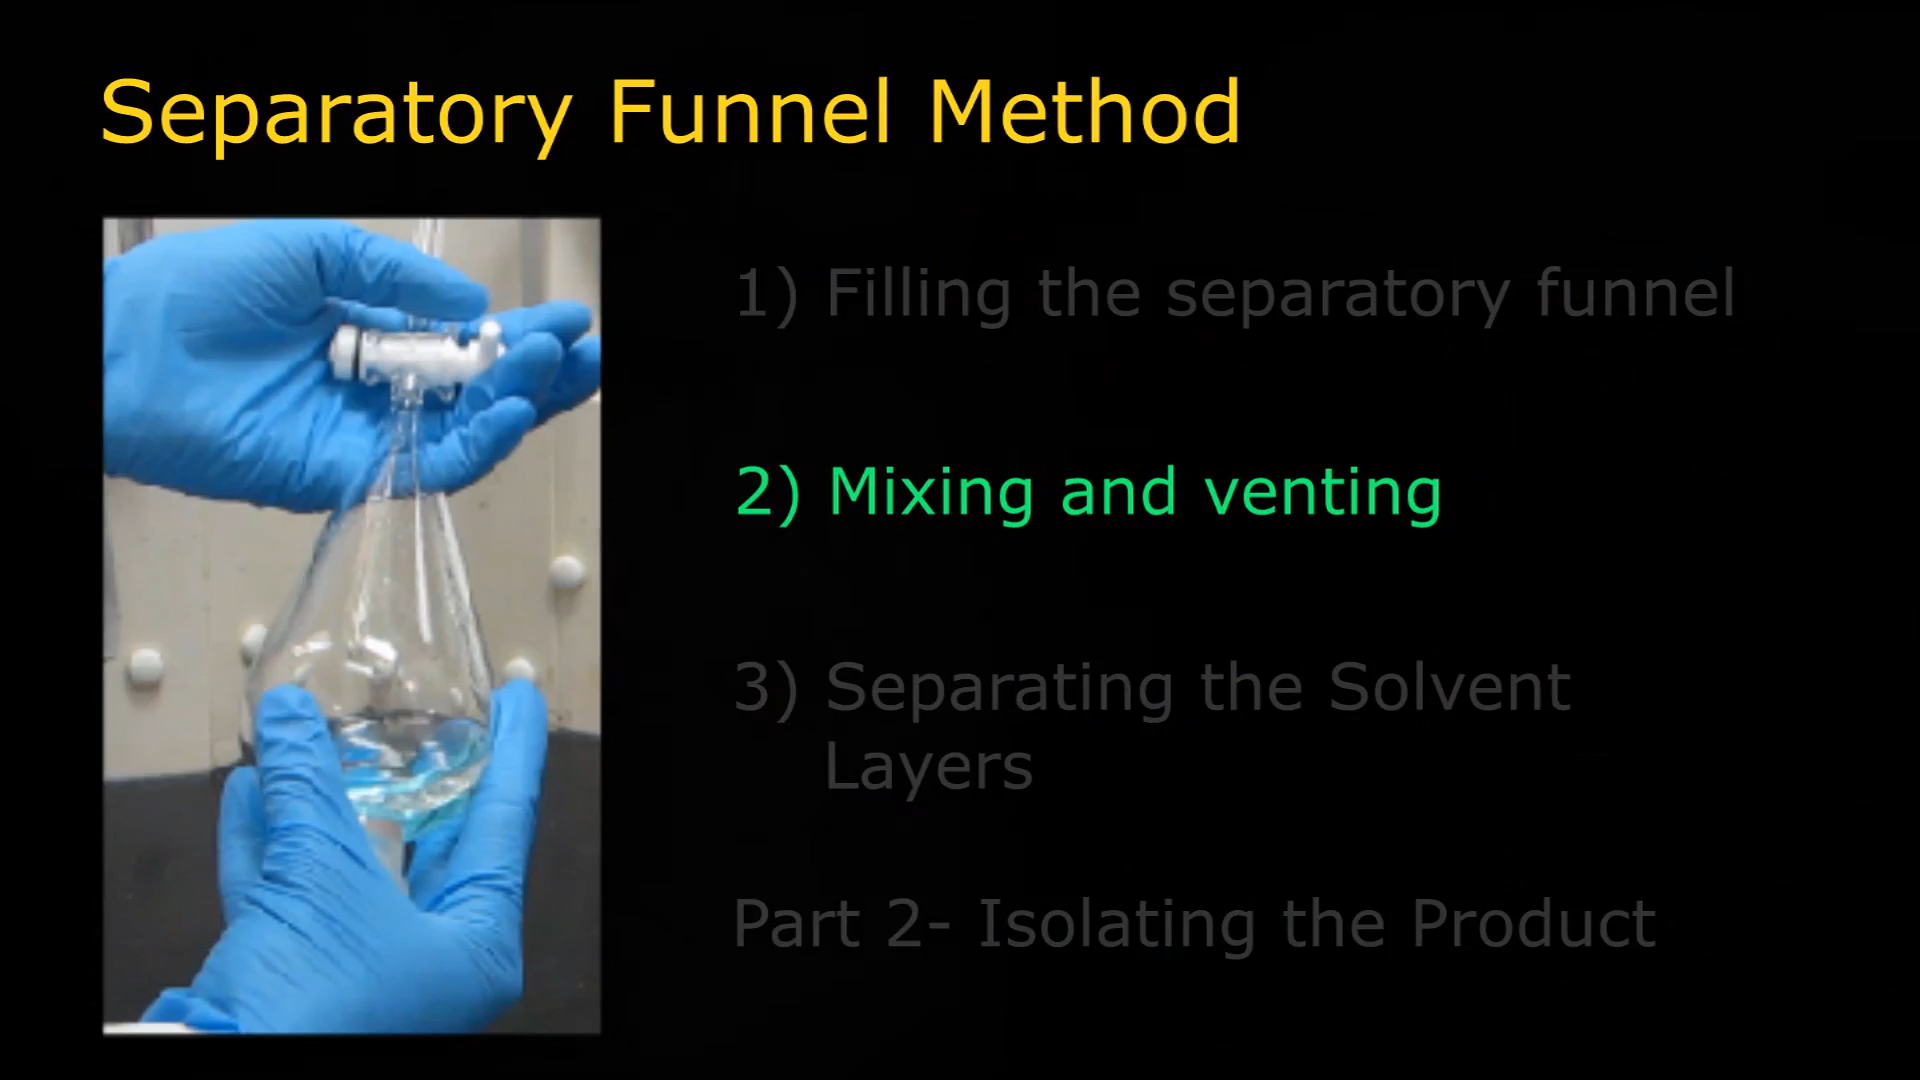 Separatory Funnel Method
1) Filling the separatory funnel
2) Mixing and venting
3) Separating the Solvent
Layers
Part 2- Isolating the Product